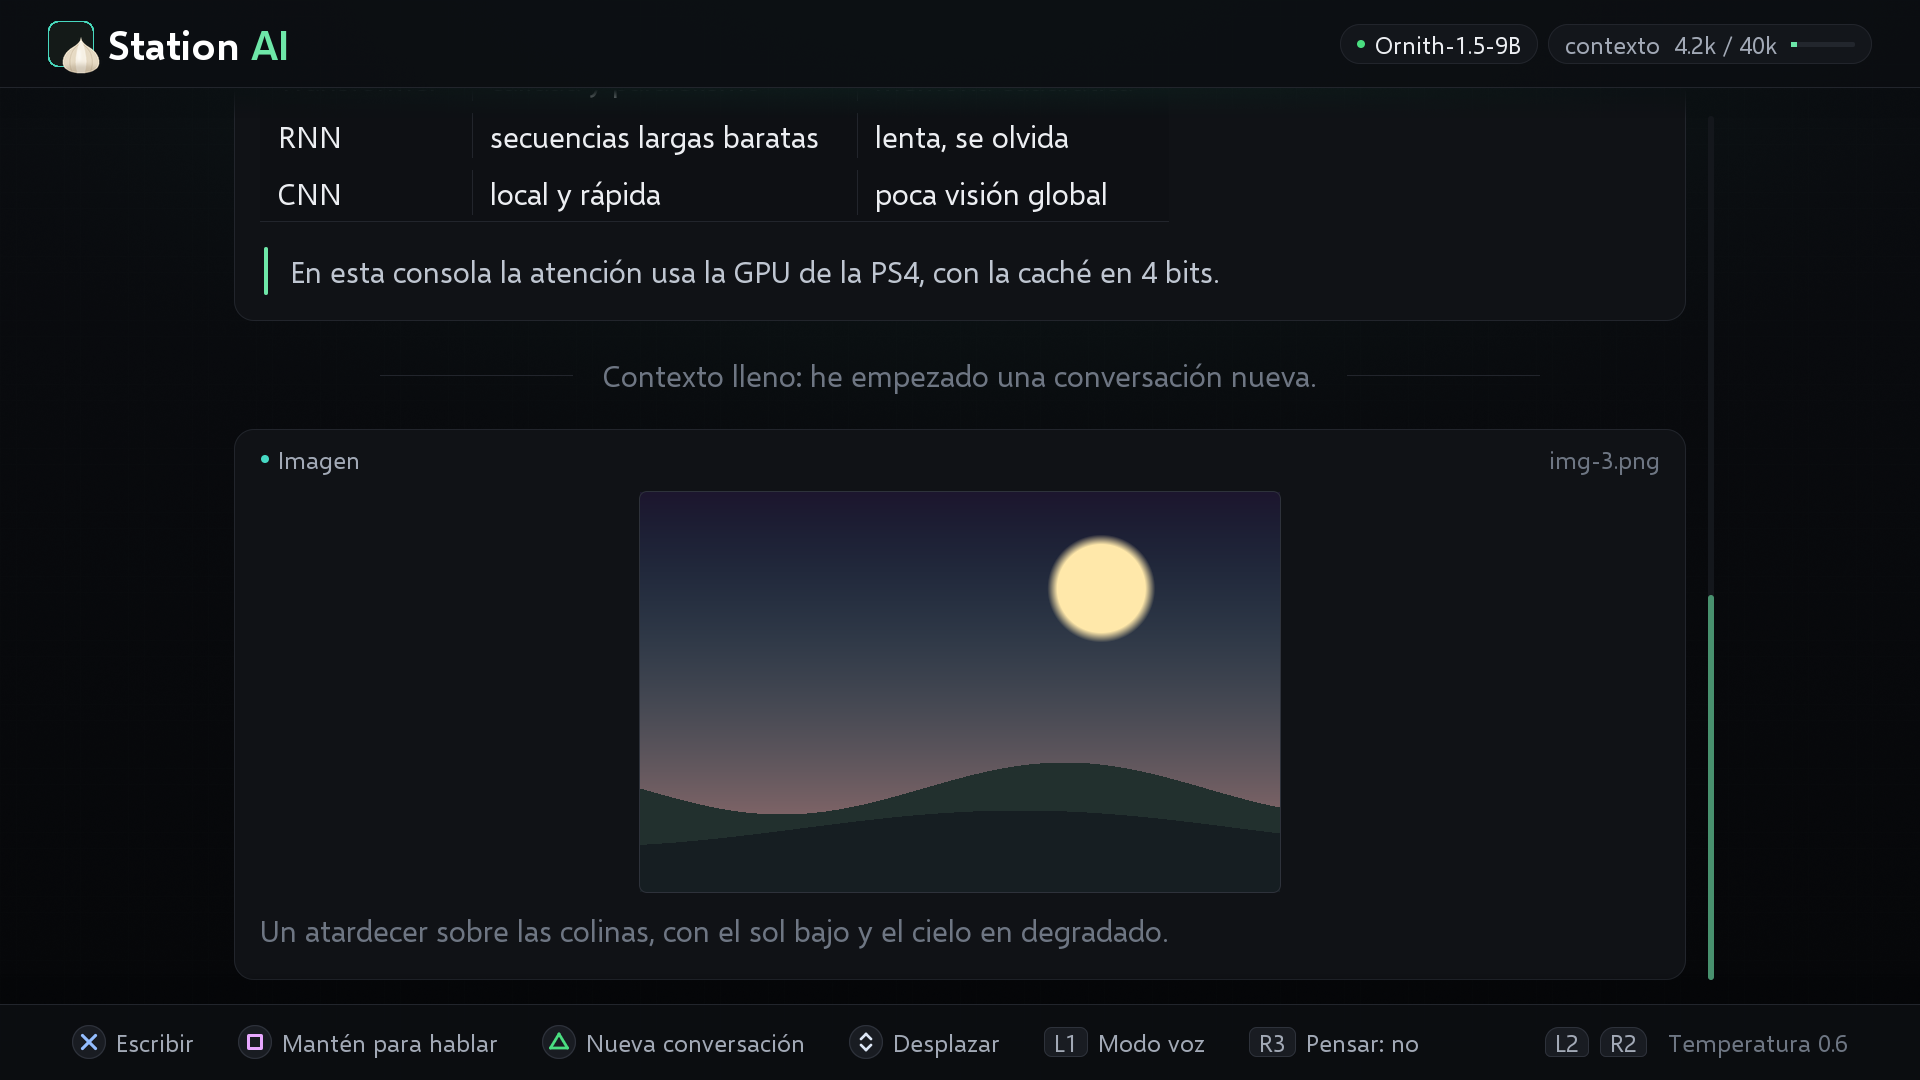 Station AI
Ornith-1.5-9B
contexto 4.2k / 40k
RNN secuencias largas baratas lenta, se olvida
CNN local y rápida poca visión global
En esta consola la atención usa la GPU de la PS4, con la caché en 4 bits.
Contexto lleno: he empezado una conversación nueva.
Imagen img-3.png
Un atardecer sobre las colinas, con el sol bajo y el cielo en degradado.
Escribir Mantén para hablar Nueva conversación Desplazar L1 Modo voz R3 Pensar: no L2 R2 Temperatura 0.6